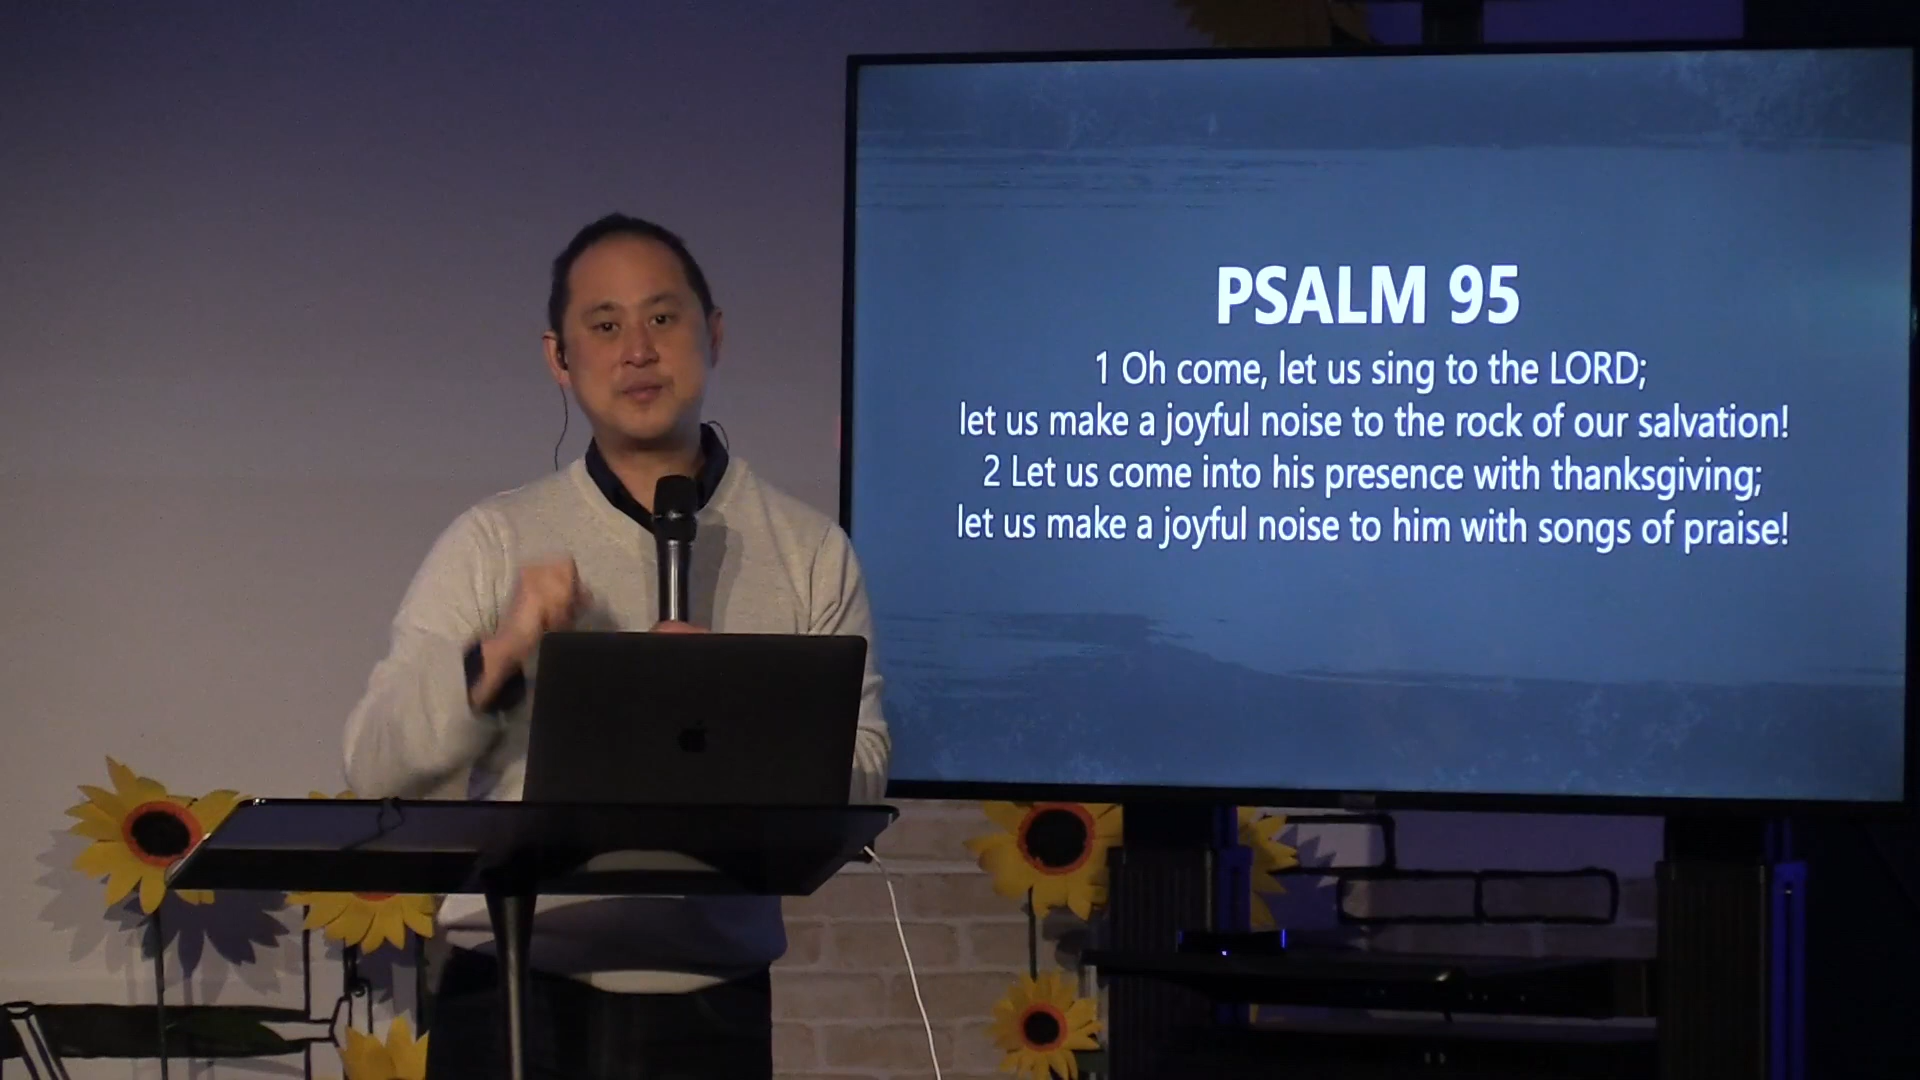 PSALM 95
1 Oh come, let us sing to the LORD;
let us make a joyful noise to the rock of our salvation!
2 Let us come into his presence with thanksgiving;
let us make a joyful noise to him with songs of praise!